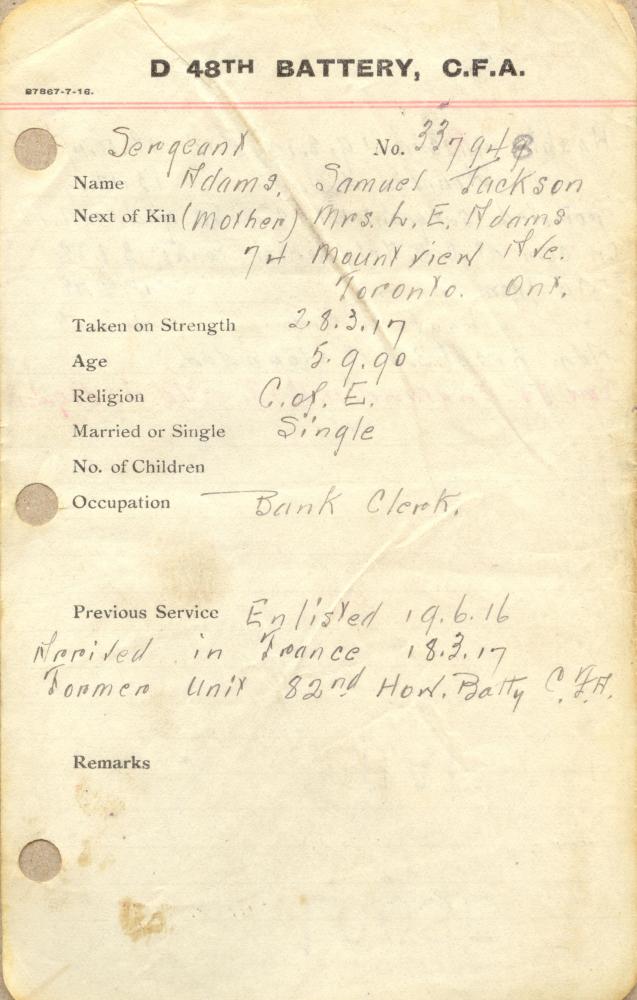 D 48TH BATTERY, C.F.A.
B7867-7-16.
Sergeant No. 337948
Name Adams, Samuel Jackson
Next of Kin (Mother) Mrs. L. E. Adams
74 Mountview Ave.
Toronto. Ont.
Taken on Strength 28.3.17
Age 5.9.90
Religion C. of. E.
Married or Single Single
No. of Children
Occupation Bank Clerk.
Previous Service Enlisted 19.6.16
Arrived in France 18.3.17
Former Unit 82nd How. Batty C.F.A.
Remarks